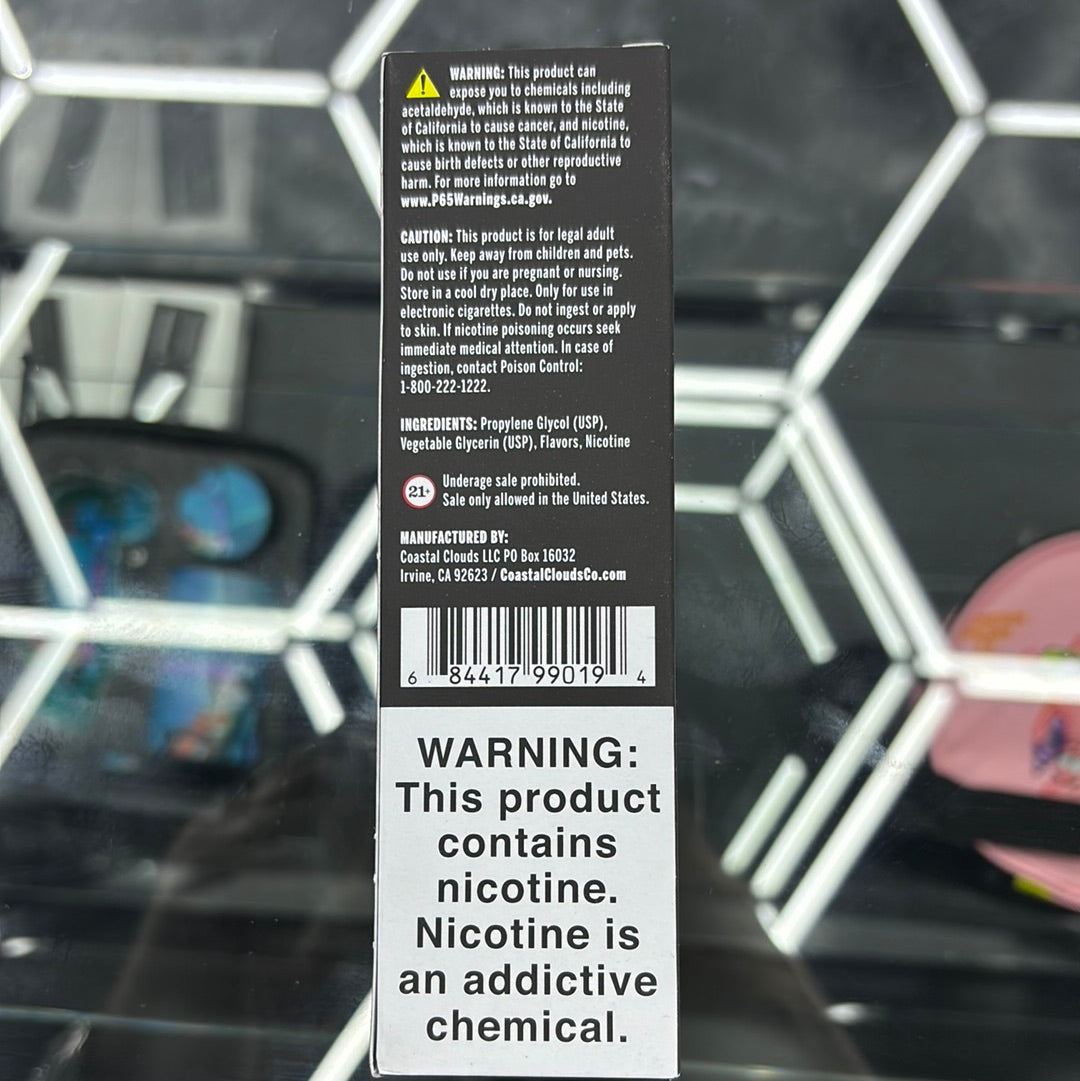 WARNING: This product can
expose you to chemicals including
acetaldehyde, which is known to the State
of California to cause cancer, and nicotine,
which is known to the State of California to
cause birth defects or other reproductive
harm. For more information go to
www.P65Warnings.ca.gov.
CAUTION: This product is for legal adult
use only. Keep away from children and pets.
Do not use if you are pregnant or nursing.
Store in a cool dry place. Only for use in
electronic cigarettes. Do not ingest or apply
to skin. If nicotine poisoning occurs seek
immediate medical attention. In case of
ingestion, contact Poison Control:
1-800-222-1222.
INGREDIENTS: Propylene Glycol (USP),
Vegetable Glycerin (USP), Flavors, Nicotine
21+ Underage sale prohibited.
Sale only allowed in the United States.
MANUFACTURED BY:
Coastal Clouds LLC PO Box 16032
Irvine, CA 92623 / CoastalCloudsCo.com
6 84417 99019 4
WARNING:
This product
contains
nicotine.
Nicotine is
an addictive
chemical.